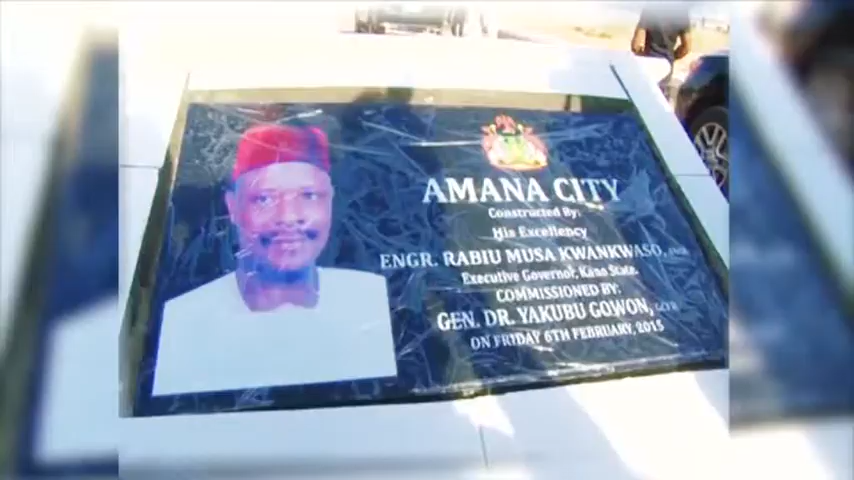 AMANA CITY
Constructed By:
His Excellency
ENGR. RABIU MUSA KWANKWASO, FNSE
Executive Governor, Kano State.
COMMISSIONED BY:
GEN. DR. YAKUBU GOWON, GCFR
ON FRIDAY 6TH FEBRUARY, 2015